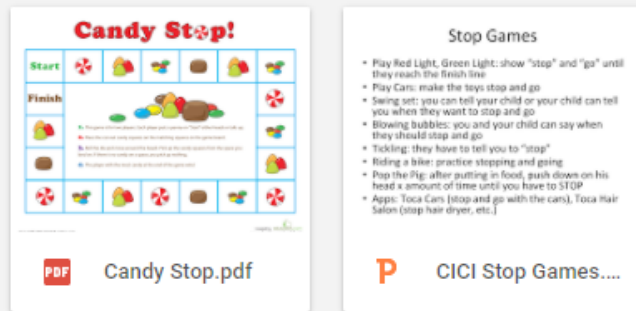 Candy Stop!
Start
Finish
PDF
Candy Stop.pdf
Stop Games
• Play Red Light, Green Light: show "stop" and "go" until
they reach the finish line
• Play Cars: make the toys stop and go
• Swing set: you can tell your child or your child can tell
you when they want to stop and go
• Blowing bubbles: you and your child can say when
they should stop and go
• Tickling: they have to tell you to "stop"
• Riding a bike: practice stopping and going
• Pop the Pig: after putting in food, push down on his
head x amount of time until you have to STOP
• Apps: Toca Cars (stop and go with the cars), Toca Hair
Salon (stop hair dryer, etc.)
P
CICI Stop Games....